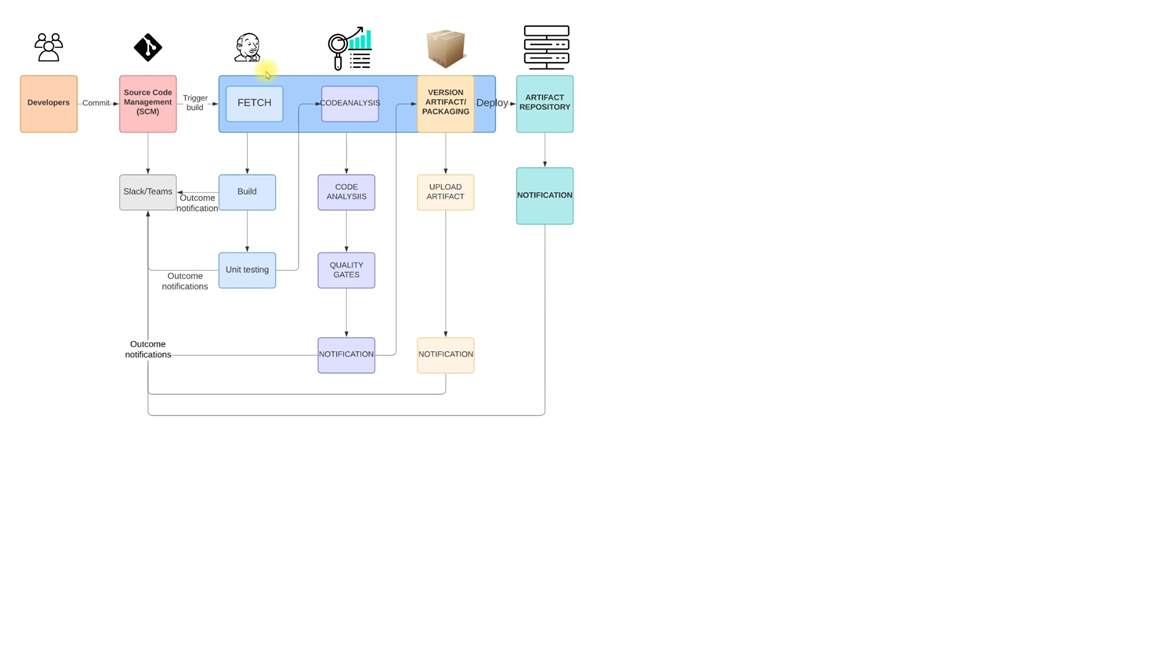 Developers
Commit
Source Code
Management
(SCM)
Trigger
build
FETCH
CODEANALYSIS
VERSION
ARTIFACT/
PACKAGING
Deploy
ARTIFACT
REPOSITORY
Slack/Teams
Outcome
notification
Build
CODE
ANALYSIIS
UPLOAD
ARTIFACT
NOTIFICATION
Outcome
notifications
Unit testing
QUALITY
GATES
Outcome
notifications
NOTIFICATION
NOTIFICATION